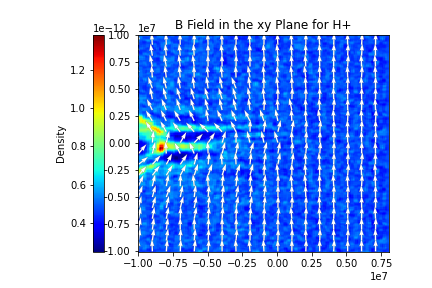 B Field in the xy Plane for H+
1e−12
1e7
1.2
1.0
0.8
0.6
0.4
Density
1.00
0.75
0.50
0.25
0.00
−0.25
−0.50
−0.75
−1.00
−1.00 −0.75 −0.50 −0.25 0.00 0.25 0.50 0.75
1e7